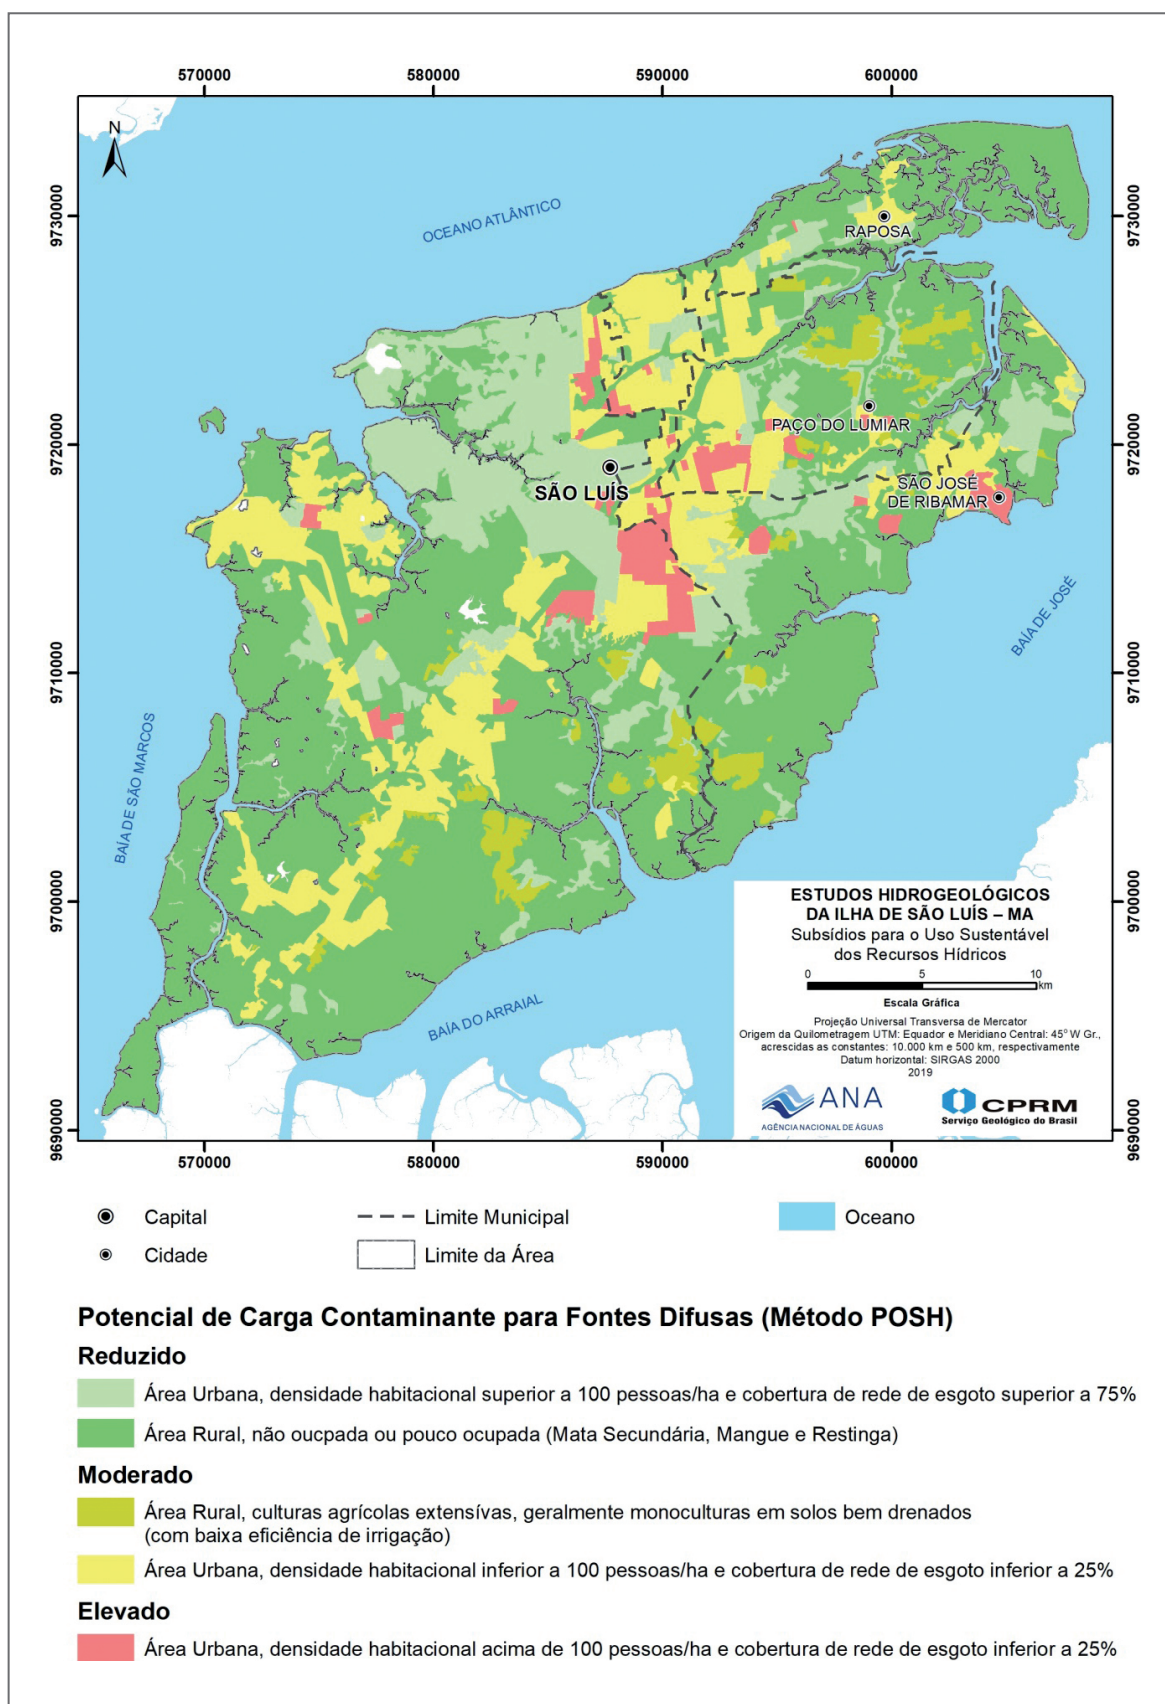 570000 580000 590000 600000
N
9730000 9730000
OCEANO ATLÂNTICO
RAPOSA
9720000 9720000
PAÇO DO LUMIAR
SÃO LUÍS
SÃO JOSÉ
DE RIBAMAR
BAÍA DE JOSÉ
9710000 9710000
BAÍA DE SÃO MARCOS
9700000 9700000
BAÍA DO ARRAIAL
ESTUDOS HIDROGEOLÓGICOS
DA ILHA DE SÃO LUÍS – MA
Subsídios para o Uso Sustentável
dos Recursos Hídricos
0 5 10
km
Escala Gráfica
Projeção Universal Transversa de Mercator
Origem da Quilometragem UTM: Equador e Meridiano Central: 45° W Gr.,
acrescidas as constantes: 10.000 km e 500 km, respectivamente
Datum horizontal: SIRGAS 2000
2019
ANA
AGÊNCIA NACIONAL DE ÁGUAS
CPRM
Serviço Geológico do Brasil
9690000 9690000
570000 580000 590000 600000
Capital Limite Municipal Oceano
Cidade Limite da Área
Potencial de Carga Contaminante para Fontes Difusas (Método POSH)
Reduzido
Área Urbana, densidade habitacional superior a 100 pessoas/ha e cobertura de rede de esgoto superior a 75%
Área Rural, não oucpada ou pouco ocupada (Mata Secundária, Mangue e Restinga)
Moderado
Área Rural, culturas agrícolas extensívas, geralmente monoculturas em solos bem drenados
(com baixa eficiência de irrigação)
Área Urbana, densidade habitacional inferior a 100 pessoas/ha e cobertura de rede de esgoto inferior a 25%
Elevado
Área Urbana, densidade habitacional acima de 100 pessoas/ha e cobertura de rede de esgoto inferior a 25%